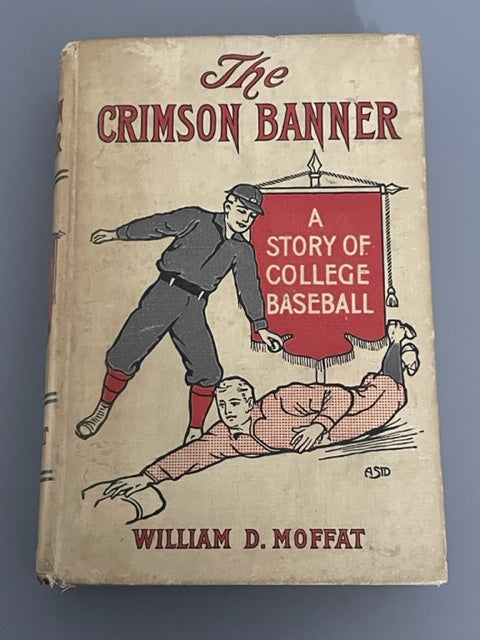 The
CRIMSON BANNER
A
STORY OF
COLLEGE
BASEBALL
ASTD
WILLIAM D. MOFFAT